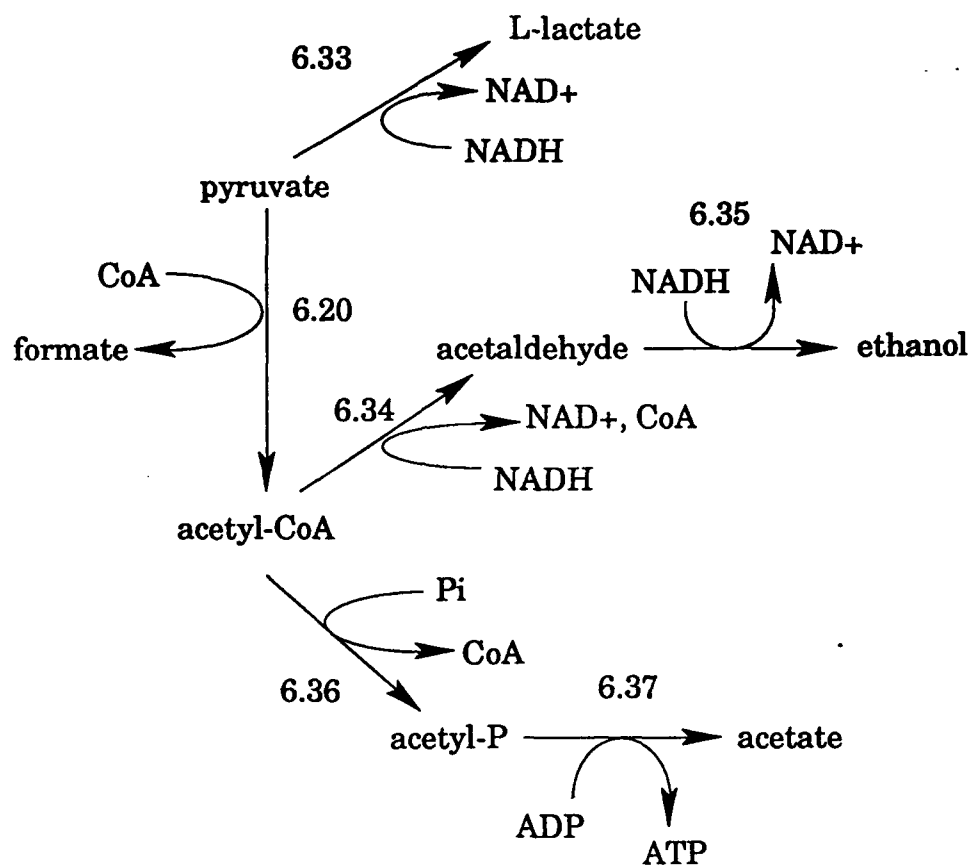 L-lactate
6.33
NAD+
NADH
pyruvate
6.35
NAD+
CoA
NADH
6.20
formate
acetaldehyde
ethanol
6.34
NAD+, CoA
NADH
acetyl-CoA
Pi
CoA
6.36
6.37
acetyl-P
acetate
ADP
ATP